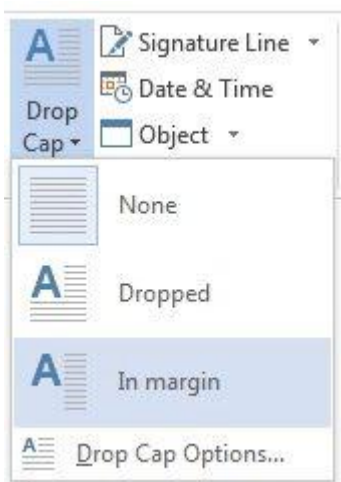 Drop
Cap
Signature Line
Date & Time
Object
None
Dropped
In margin
Drop Cap Options...